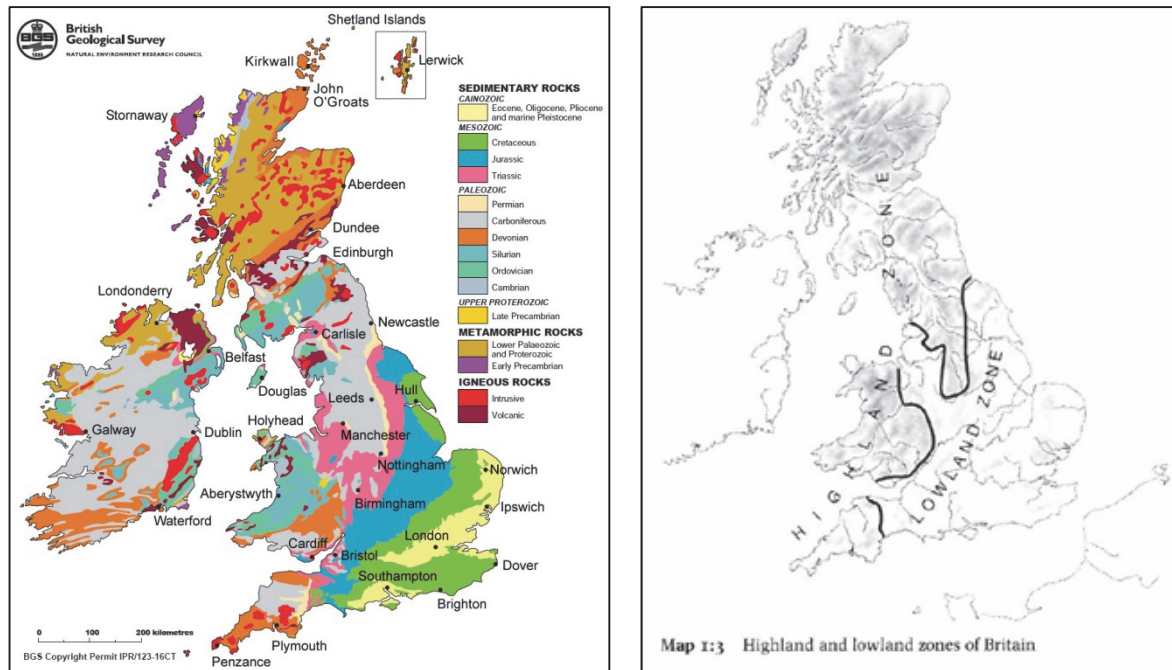 British
Geological Survey
NATURAL ENVIRONMENT RESEARCH COUNCIL
BGS
1835
Shetland Islands
Kirkwall
Lerwick
John
O'Groats
Stornaway
Aberdeen
Dundee
Edinburgh
Londonderry
Newcastle
Carlisle
Belfast
Douglas
Leeds
Hull
Holyhead
Galway
Dublin
Manchester
Nottingham
Norwich
Aberystwyth
Birmingham
Ipswich
Waterford
Cardiff
London
Bristol
Dover
Southampton
Brighton
Plymouth
Penzance
SEDIMENTARY ROCKS
CAINOZOIC
Eocene, Oligocene, Pliocene
and marine Pleistocene
MESOZOIC
Cretaceous
Jurassic
Triassic
PALEOZOIC
Permian
Carboniferous
Devonian
Silurian
Ordovician
Cambrian
UPPER PROTEROZOIC
Late Precambrian
METAMORPHIC ROCKS
Lower Palaeozoic
and Proterozoic
Early Precambrian
IGNEOUS ROCKS
Intrusive
Volcanic
0 100 200 kilometres
BGS Copyright Permit IPR/123-16CT
HIGHLAND ZONE
LOWLAND ZONE
Map 1:3 Highland and lowland zones of Britain